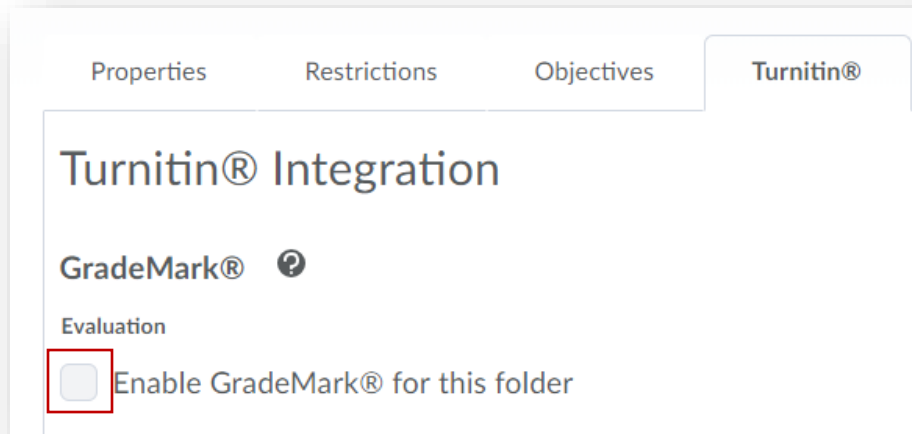 Properties Restrictions Objectives Turnitin®
Turnitin® Integration
GradeMark® ?
Evaluation
Enable GradeMark® for this folder